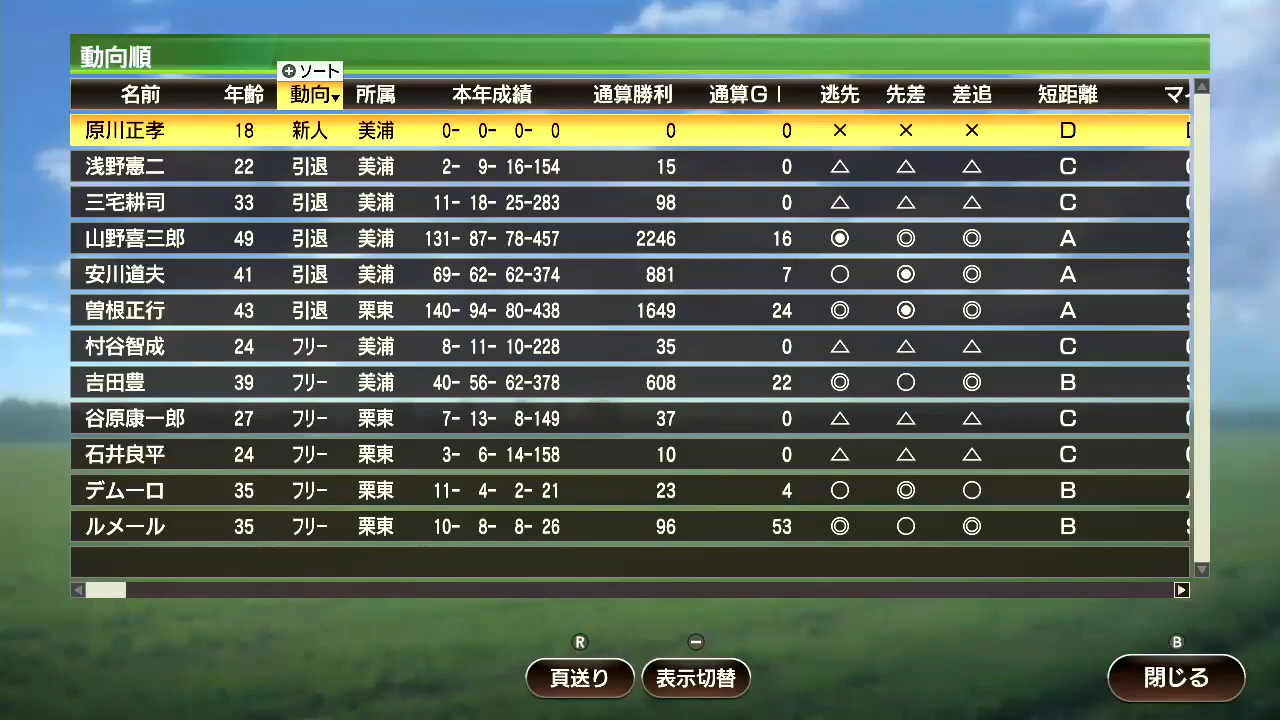 動向順
ソート
名前 年齢 動向 所属 本年成績 通算勝利 通算GⅠ 逃先 先差 差追 短距離
原川正孝 18 新人 美浦 0- 0- 0- 0 0 0 × × × D
浅野憲二 22 引退 美浦 2- 9- 16-154 15 0 △ △ △ C
三宅耕司 33 引退 美浦 11- 18- 25-283 98 0 △ △ △ C
山野喜三郎 49 引退 美浦 131- 87- 78-457 2246 16 ◉ ◎ ◎ A
安川道夫 41 引退 美浦 69- 62- 62-374 881 7 ○ ◉ ◎ A
曽根正行 43 引退 栗東 140- 94- 80-438 1649 24 ◎ ◉ ◎ A
村谷智成 24 フリー 美浦 8- 11- 10-228 35 0 △ △ △ C
吉田豊 39 フリー 美浦 40- 56- 62-378 608 22 ◎ ○ ◎ B
谷原康一郎 27 フリー 栗東 7- 13- 8-149 37 0 △ △ △ C
石井良平 24 フリー 栗東 3- 6- 14-158 10 0 △ △ △ C
デムーロ 35 フリー 栗東 11- 4- 2- 21 23 4 ○ ◎ ○ B
ルメール 35 フリー 栗東 10- 8- 8- 26 96 53 ◎ ○ ◎ B
R
B
頁送り 表示切替 閉じる